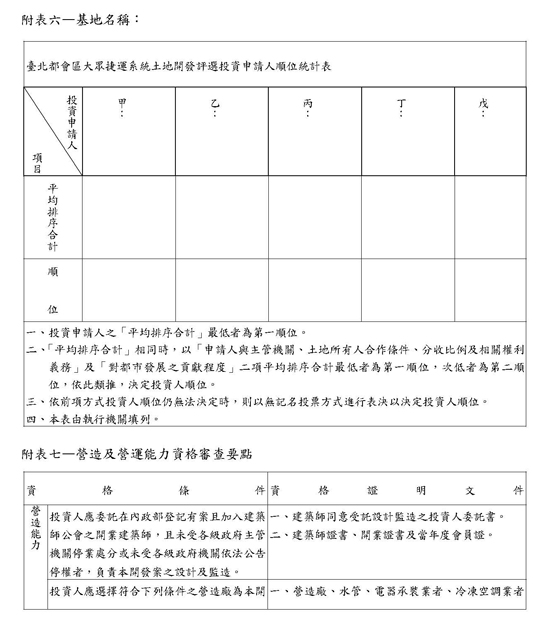 附表六—基地名稱：
臺北都會區大眾捷運系統土地開發評選投資申請人順位統計表
投資申請人
項目
甲：
乙：
丙：
丁：
戊：
平均排序合計
順位
一、投資申請人之「平均排序合計」最低者為第一順位。
二、「平均排序合計」相同時，以「申請人與主管機關、土地所有人合作條件、分收比例及相關權利
義務」及「對都市發展之貢獻程度」二項平均排序合計最低者為第一順位，次低者為第二順
位，依此類推，決定投資人順位。
三、依前項方式投資人順位仍無法決定時，則以無記名投票方式進行表決以決定投資人順位。
四、本表由執行機關填列。
附表七—營造及營運能力資格審查要點
資格條件
資格證明文件
營造能力
投資人應委託在內政部登記有案且加入建築
師公會之開業建築師，且未受各級政府主管
機關停業處分或未受各級政府機關依法公告
停權者，負責本開發案之設計及監造。
一、建築師同意受託設計監造之投資人委託書。
二、建築師證書、開業證書及當年度會員證。
投資人應選擇符合下列條件之營造廠為本開
一、營造廠、水管、電器承裝業者、冷凍空調業者